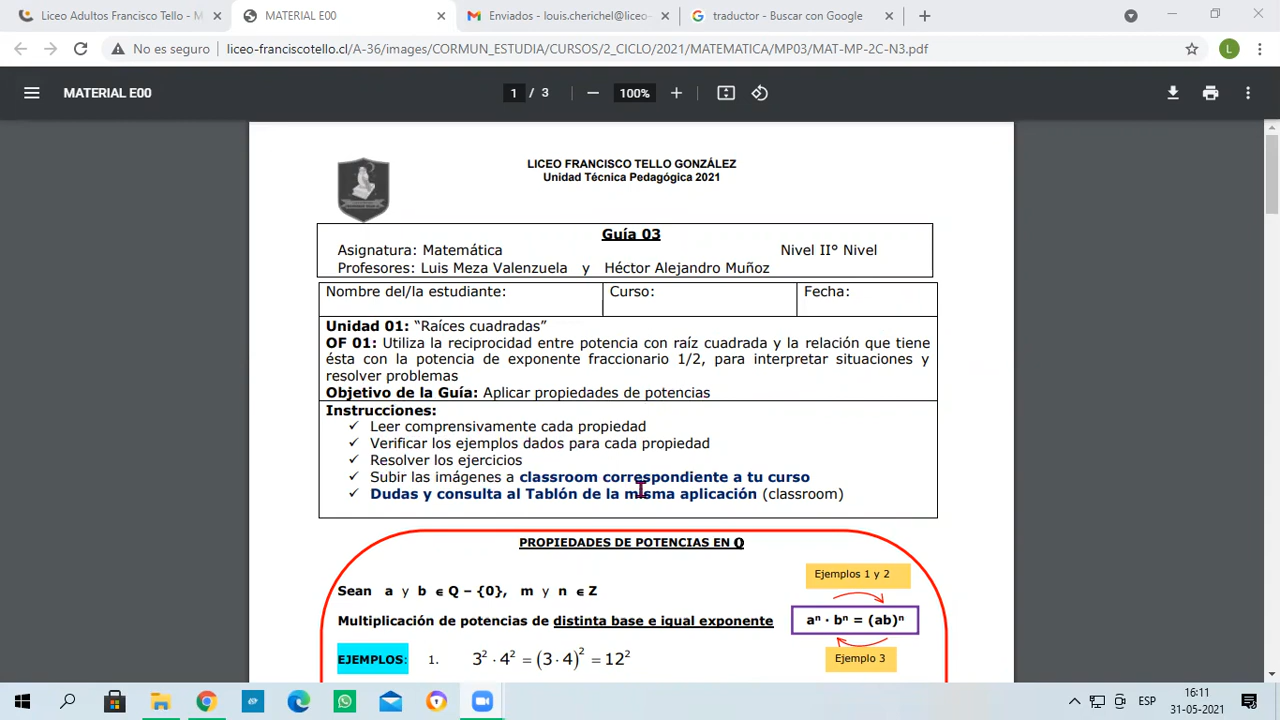 Liceo Adultos Francisco Tello - M
MATERIAL E00
Enviados - louis.cherichel@liceo-
traductor - Buscar con Google
No es seguro
liceo-franciscotello.cl/A-36/images/CORMUN_ESTUDIA/CURSOS/2_CICLO/2021/MATEMATICA/MP03/MAT-MP-2C-N3.pdf
L
MATERIAL E00
1 / 3
100%
LICEO FRANCISCO TELLO GONZÁLEZ
Unidad Técnica Pedagógica 2021
Guía 03
Asignatura: Matemática Nivel II° Nivel
Profesores: Luis Meza Valenzuela y Héctor Alejandro Muñoz
Nombre del/la estudiante: Curso: Fecha:
Unidad 01: "Raíces cuadradas"
OF 01: Utiliza la reciprocidad entre potencia con raíz cuadrada y la relación que tiene
ésta con la potencia de exponente fraccionario 1/2, para interpretar situaciones y
resolver problemas
Objetivo de la Guía: Aplicar propiedades de potencias
Instrucciones:
✓ Leer comprensivamente cada propiedad
✓ Verificar los ejemplos dados para cada propiedad
✓ Resolver los ejercicios
✓ Subir las imágenes a classroom correspondiente a tu curso
✓ Dudas y consulta al Tablón de la misma aplicación (classroom)
PROPIEDADES DE POTENCIAS EN Q
Ejemplos 1 y 2
Sean a y b ∈ Q – {0}, m y n ∈ Z
Multiplicación de potencias de distinta base e igual exponente
aⁿ · bⁿ = (ab)ⁿ
EJEMPLOS: 1. 3² · 4² = (3 · 4)² = 12²
Ejemplo 3
ESP
16:11
31-05-2021